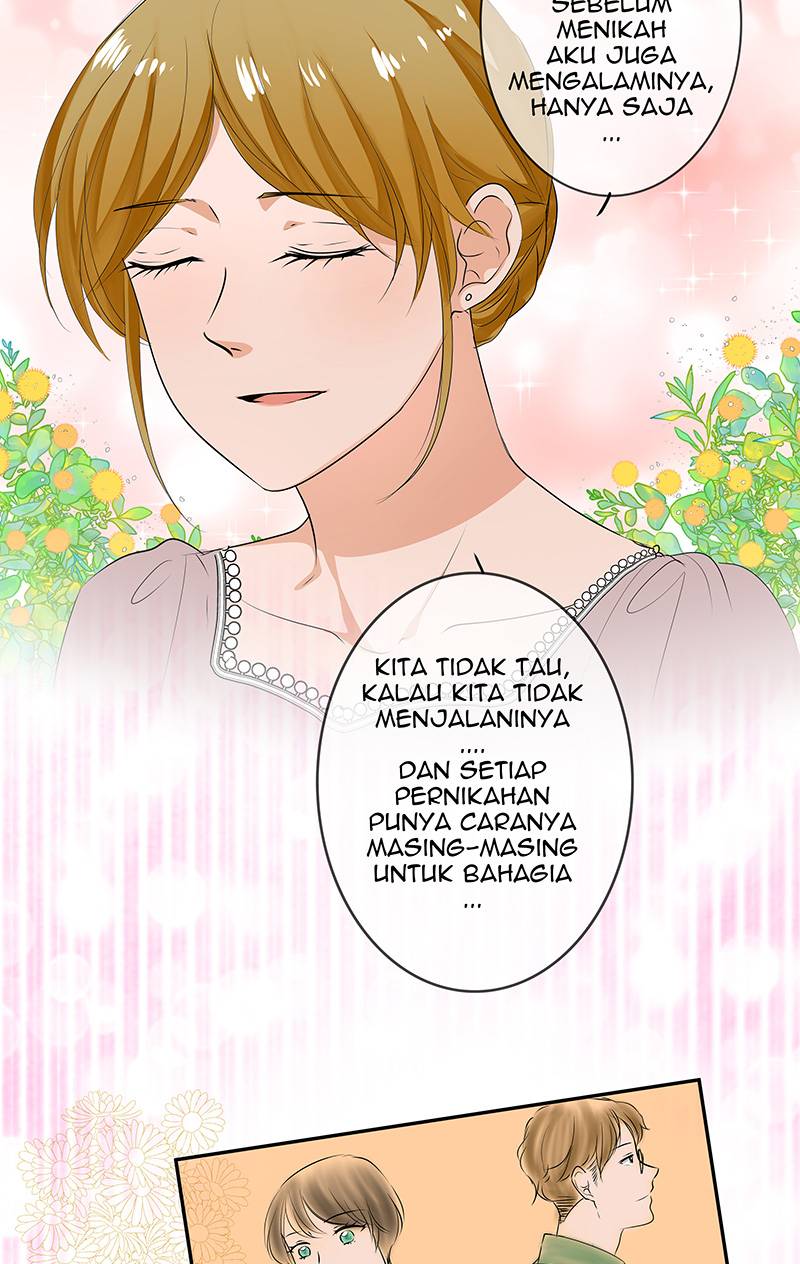 SEBELUM
MENIKAH
AKU JUGA
MENGALAMINYA,
HANYA SAJA
...
KITA TIDAK TAU,
KALAU KITA TIDAK
MENJALANINYA
....
DAN SETIAP
PERNIKAHAN
PUNYA CARANYA
MASING-MASING
UNTUK BAHAGIA
...